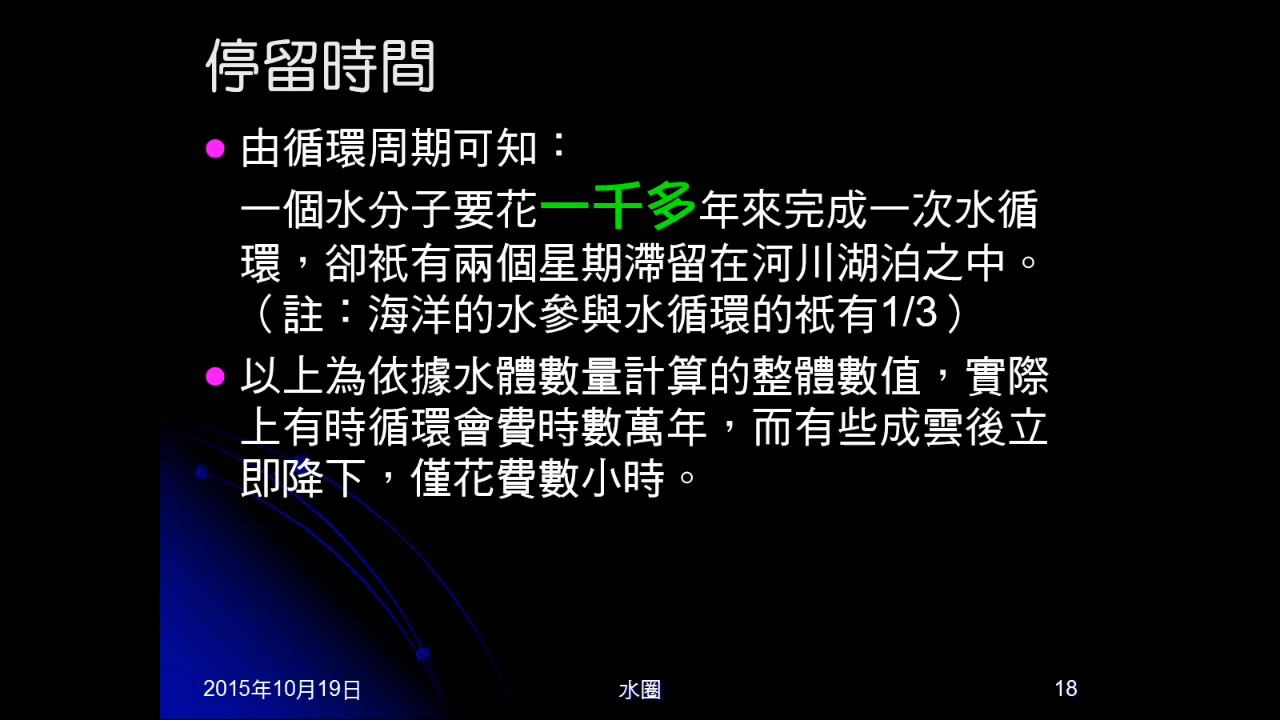 停留時間
由循環周期可知：
一個水分子要花一千多年來完成一次水循
環，卻衹有兩個星期滯留在河川湖泊之中。
（註：海洋的水參與水循環的衹有1/3）
以上為依據水體數量計算的整體數值，實際
上有時循環會費時數萬年，而有些成雲後立
即降下，僅花費數小時。
2015年10月19日
水圈
18